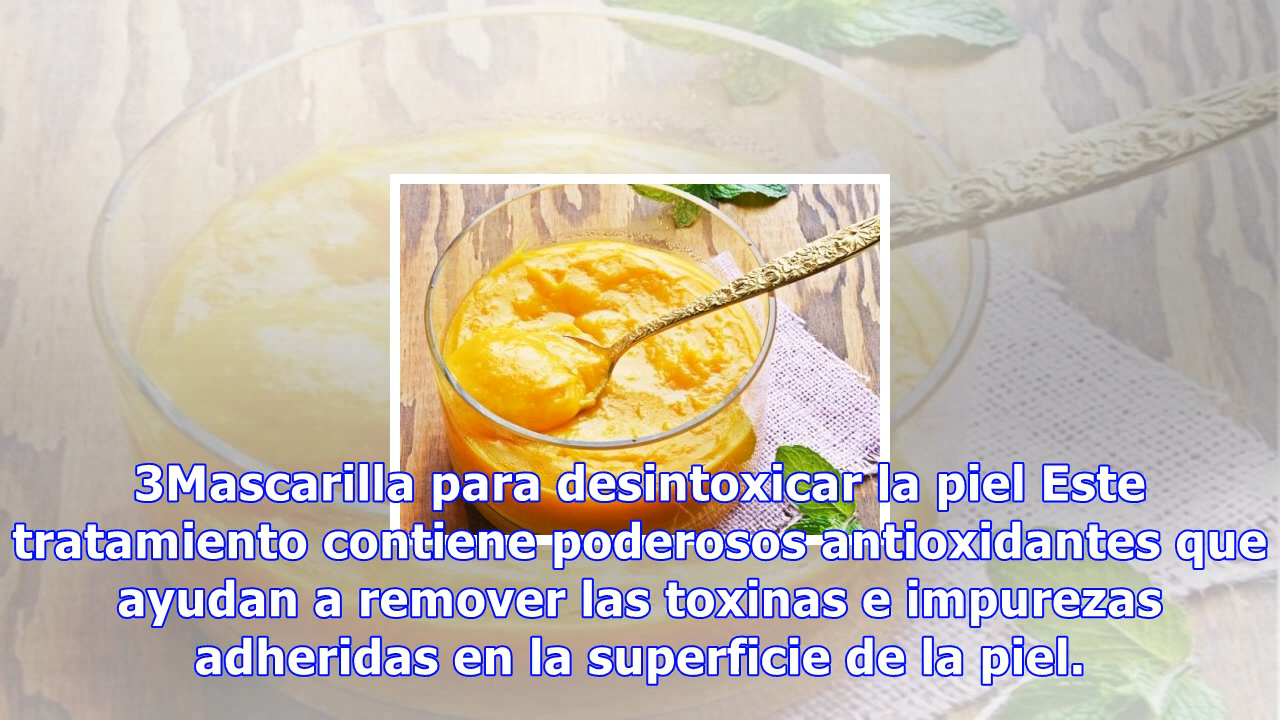 3Mascarilla para desintoxicar la piel Este
tratamiento contiene poderosos antioxidantes que
ayudan a remover las toxinas e impurezas
adheridas en la superficie de la piel.